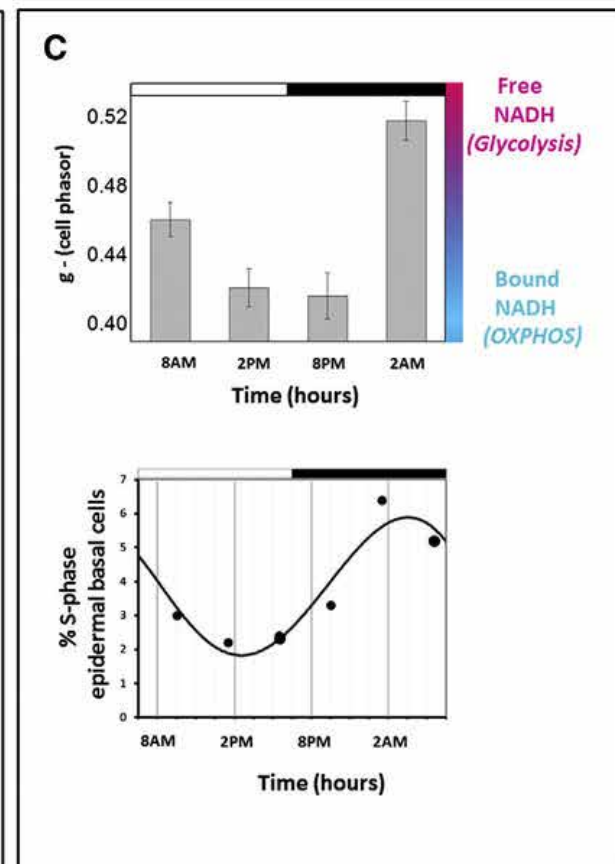 C
Free
NADH
(Glycolysis)
0.52
0.48
0.44
0.40
g - (cell phasor)
Bound
NADH
(OXPHOS)
8AM 2PM 8PM 2AM
Time (hours)
7
6
5
4
3
2
1
0
% S-phase
epidermal basal cells
8AM 2PM 8PM 2AM
Time (hours)